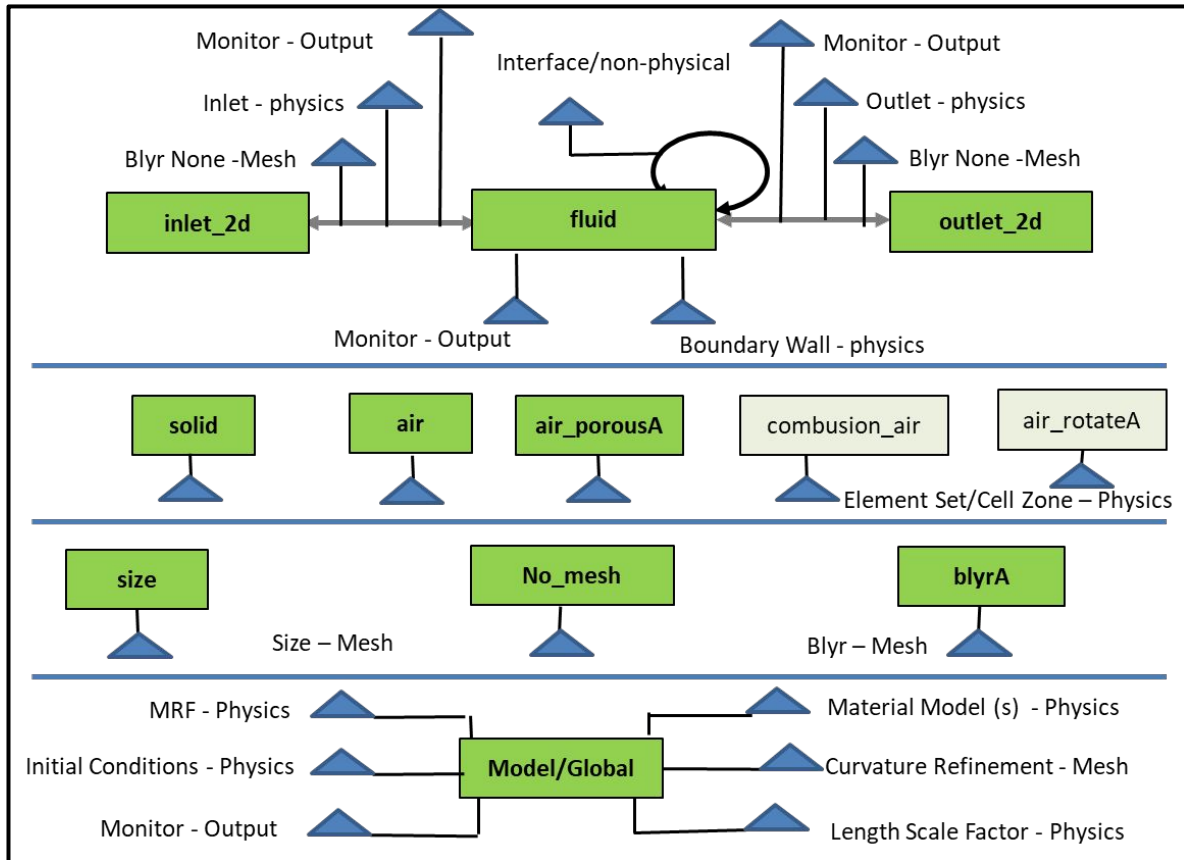 Monitor - Output
Monitor - Output
Interface/non-physical
Inlet - physics
Outlet - physics
Blyr None -Mesh
Blyr None -Mesh
inlet_2d
fluid
outlet_2d
Monitor - Output
Boundary Wall - physics
solid
air
air_porousA
combusion_air
air_rotateA
Element Set/Cell Zone – Physics
size
No_mesh
blyrA
Size – Mesh
Blyr – Mesh
MRF - Physics
Material Model (s)  - Physics
Initial Conditions - Physics
Model/Global
Curvature Refinement - Mesh
Monitor - Output
Length Scale Factor - Physics